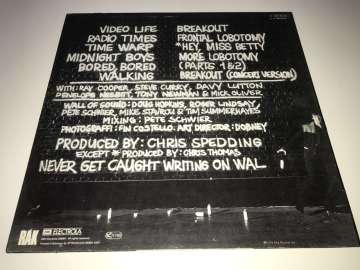 VIDEO LIFE BREAKOUT
RADIO TIMES FRONTAL LOBOTOMY
TIME WARP *HEY, MISS BETTY
MIDNIGHT BOYS MORE LOBOTOMY
BORED, BORED (PARTS 1&2)
WALKING BREAKOUT (CONCERT VERSION)
WITH: RAY COOPER, STEVE CURRY, DAVY LUTTON,
PENELOPE NESBITT, TONY NEWMAN & MICK OLIVER
WALL OF SOUND: DOUG HOPKINS, ROGER LINDSAY,
PETE SCHWIER, MIKE STAVROU & TIM SUMMERHAYES
MIXING: PETE SCHWIER
PHOTOGRAFFI: FIN COSTELLO. ART DIRECTOR: DOBNEY
PRODUCED BY: CHRIS SPEDDING
EXCEPT * PRODUCED BY: CHRIS THOMAS
NEVER GET CAUGHT WRITING ON WAL
RAK EMI ELECTROLA